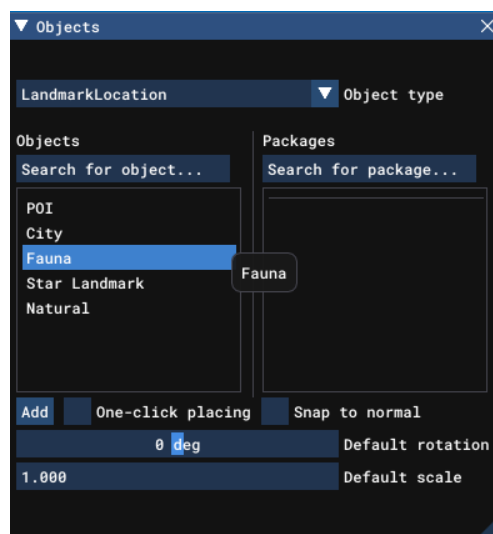 Objects
LandmarkLocation
Object type
Objects
Packages
Search for object...
Search for package...
POI
City
Fauna
Fauna
Star Landmark
Natural
Add
One-click placing
Snap to normal
0 deg
Default rotation
1.000
Default scale